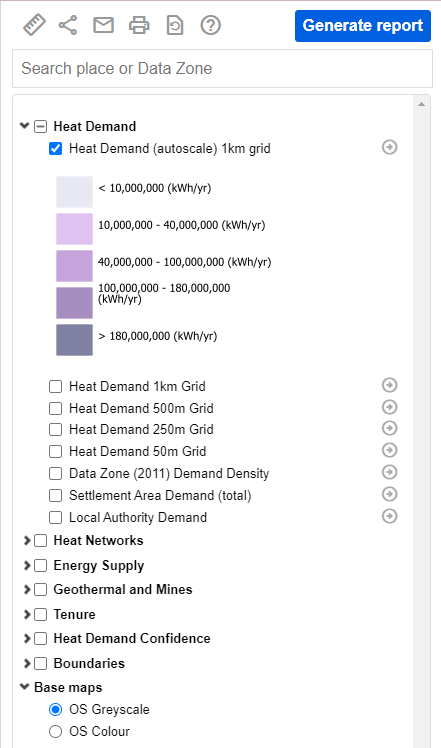 Generate report
Search place or Data Zone
Heat Demand
Heat Demand (autoscale) 1km grid
< 10,000,000 (kWh/yr)
10,000,000 - 40,000,000 (kWh/yr)
40,000,000 - 100,000,000 (kWh/yr)
100,000,000 - 180,000,000
(kWh/yr)
> 180,000,000 (kWh/yr)
Heat Demand 1km Grid
Heat Demand 500m Grid
Heat Demand 250m Grid
Heat Demand 50m Grid
Data Zone (2011) Demand Density
Settlement Area Demand (total)
Local Authority Demand
Heat Networks
Energy Supply
Geothermal and Mines
Tenure
Heat Demand Confidence
Boundaries
Base maps
OS Greyscale
OS Colour